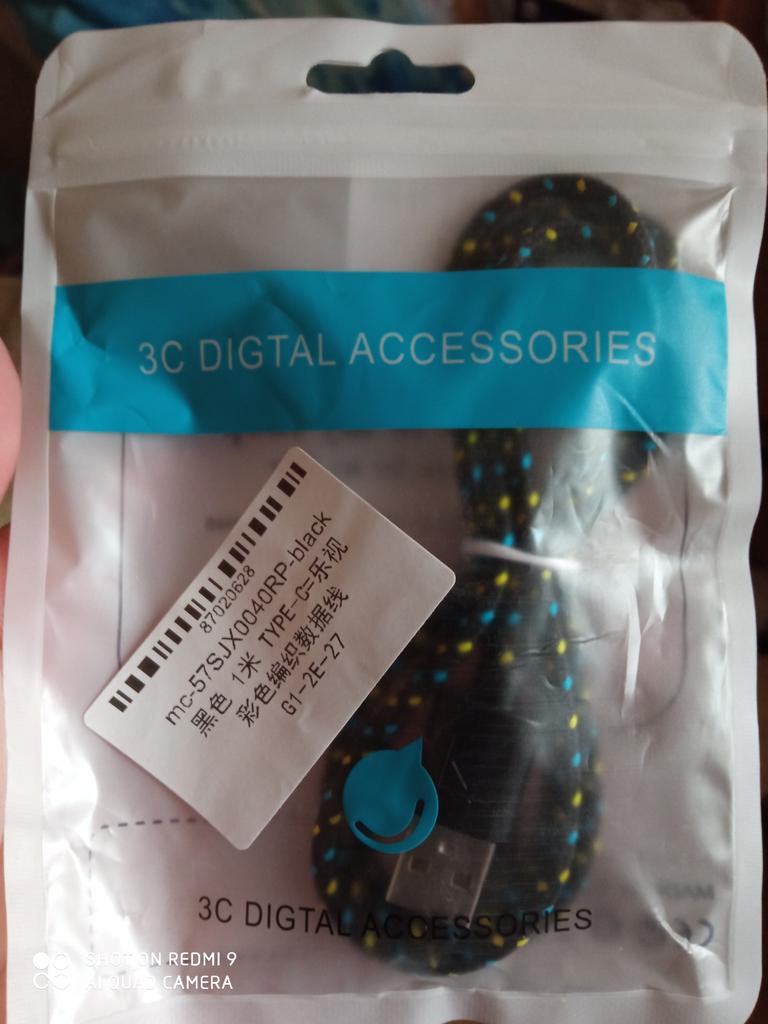 3C DIGTAL ACCESSORIES
87020628
mc-57SJX0040RP-black
黑色 1米 TYPE-C=乐视
彩色编织数据线
G1-2E-27
3C DIGTAL ACCESSORIES
SHOT ON REDMI 9
AI QUAD CAMERA